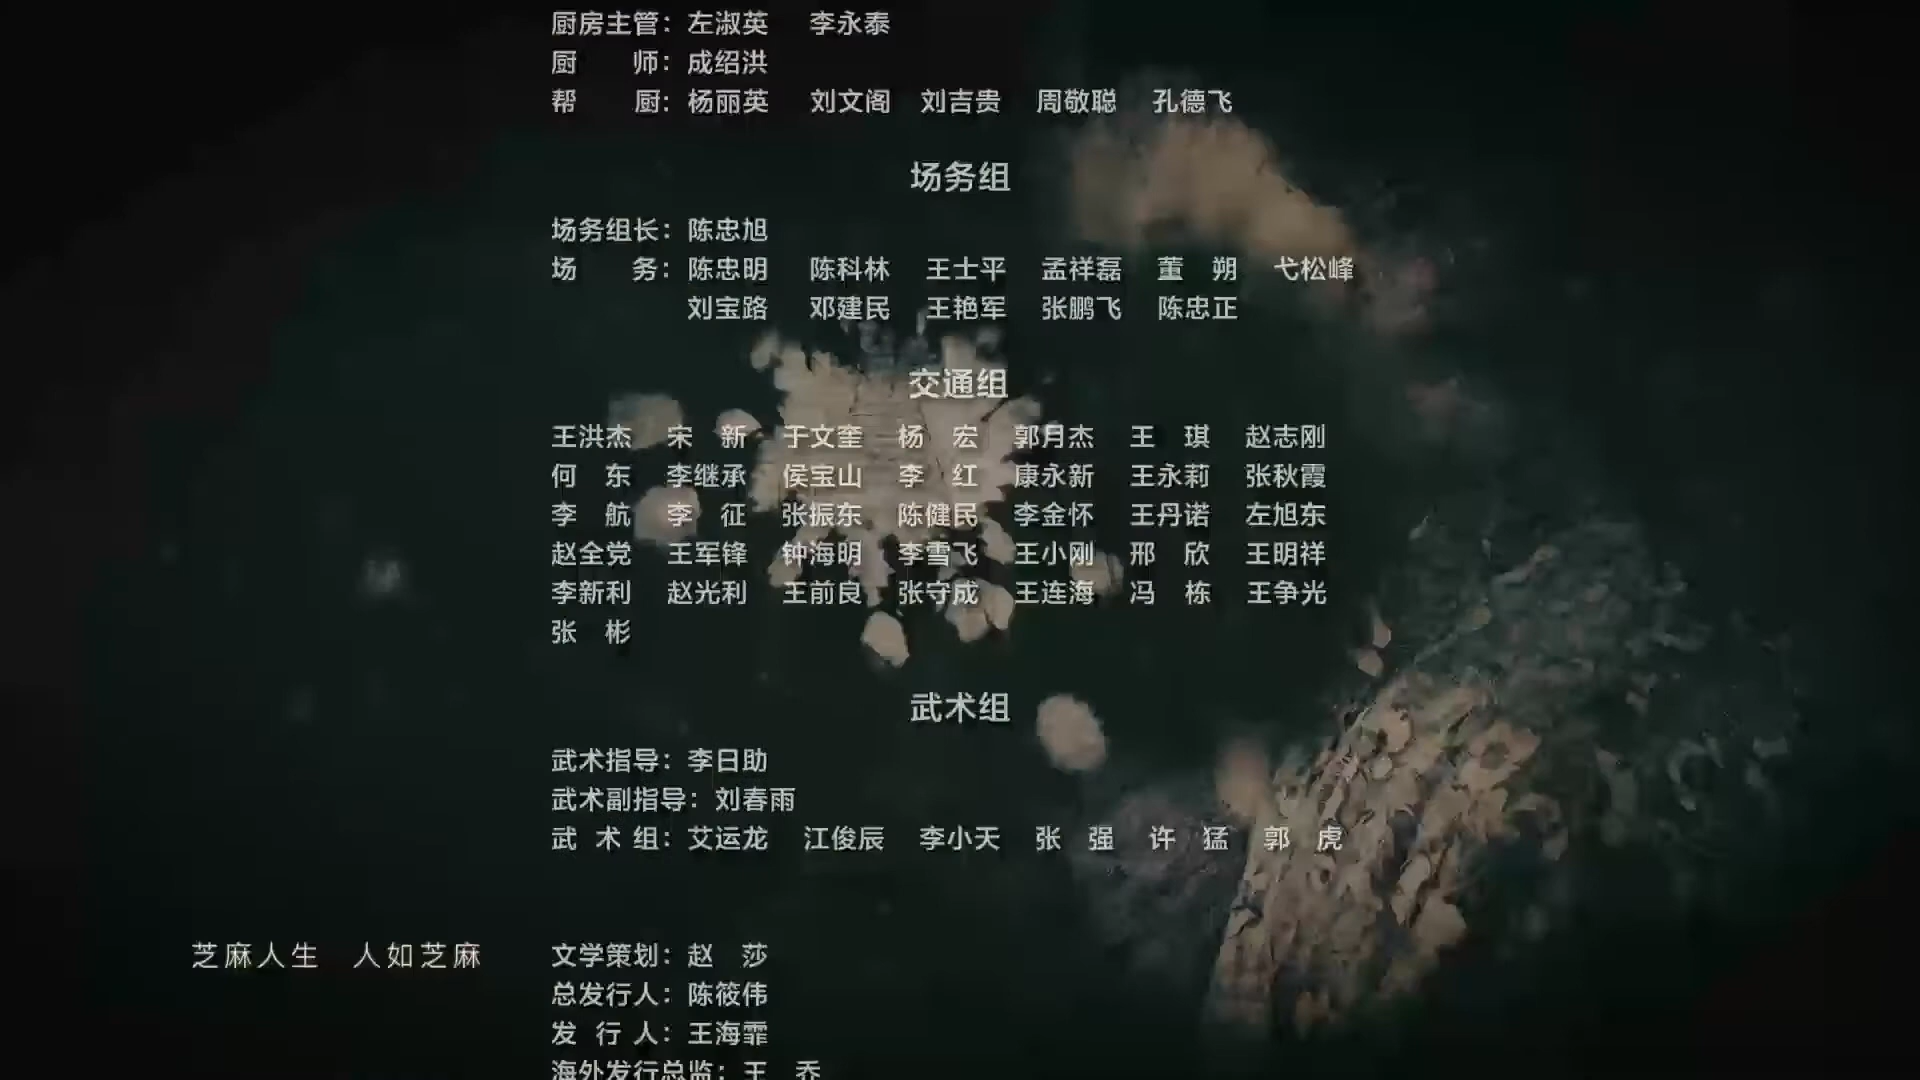 厨房主管：左淑英　李永泰
厨　　师：成绍洪
帮　　厨：杨丽英　刘文阁　刘吉贵　周敬聪　孔德飞
场务组
场务组长：陈忠旭
场　　务：陈忠明　陈科林　王士平　孟祥磊　董　朔　弋松峰
刘宝路　邓建民　王艳军　张鹏飞　陈忠正
交通组
王洪杰　宋　新　于文奎　杨　宏　郭月杰　王　琪　赵志刚
何　东　李继承　侯宝山　李　红　康永新　王永莉　张秋霞
李　航　李　征　张振东　陈健民　李金怀　王丹诺　左旭东
赵全党　王军锋　钟海明　李雪飞　王小刚　邢　欣　王明祥
李新利　赵光利　王前良　张守成　王连海　冯　栋　王争光
张　彬
武术组
武术指导：李日助
武术副指导：刘春雨
武 术 组：艾运龙　江俊辰　李小天　张　强　许　猛　郭　虎
芝麻人生　人如芝麻
文学策划：赵　莎
总发行人：陈筱伟
发 行 人：王海霏
海外发行总监：王　乔